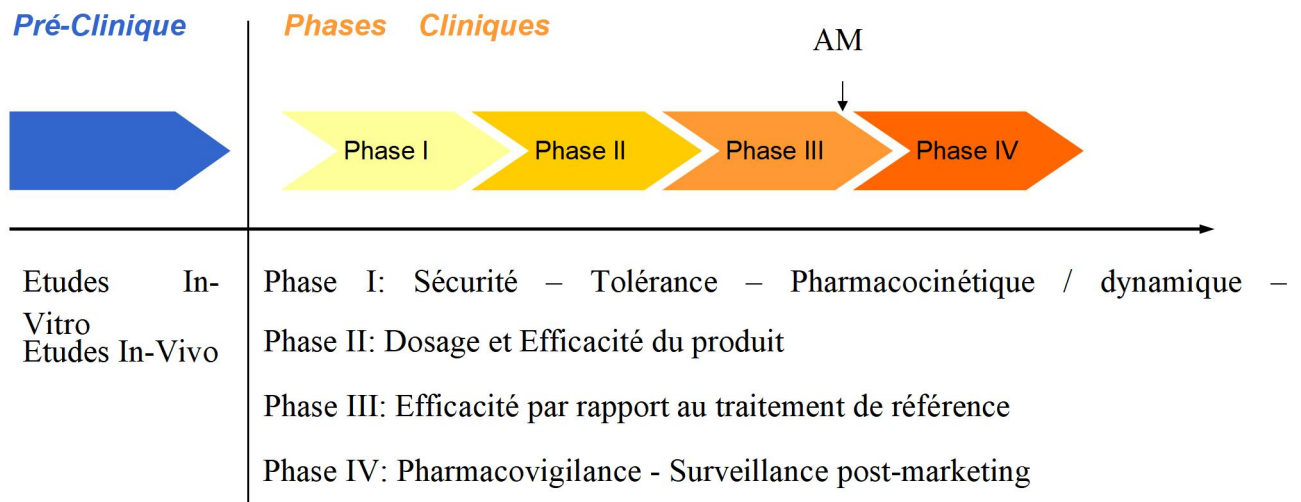 Pré-Clinique
Phases Cliniques
AM
Phase I
Phase II
Phase III
Phase IV
Etudes In-
Vitro
Etudes In-Vivo
Phase I: Sécurité – Tolérance – Pharmacocinétique / dynamique –
Phase II: Dosage et Efficacité du produit
Phase III: Efficacité par rapport au traitement de référence
Phase IV: Pharmacovigilance - Surveillance post-marketing